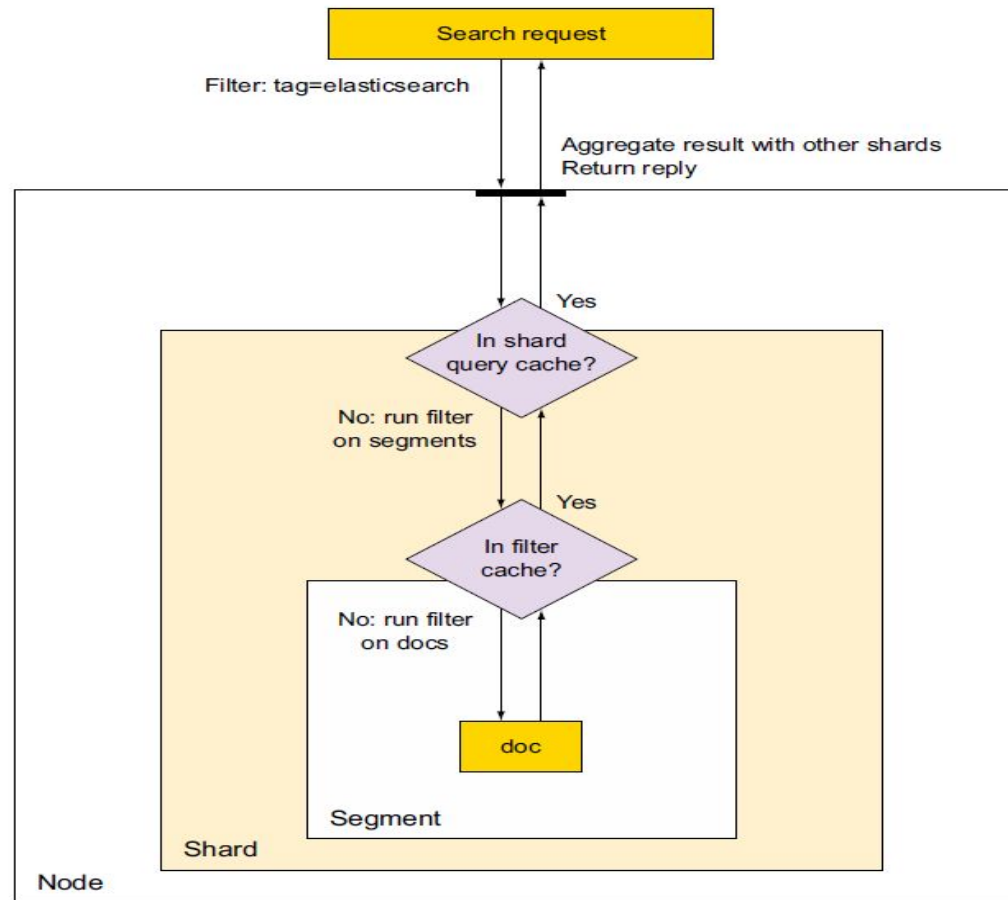 Search request
Filter: tag=elasticsearch
Aggregate result with other shards
Return reply
Yes
In shard
query cache?
No: run filter
on segments
Yes
In filter
cache?
No: run filter
on docs
doc
Segment
Shard
Node